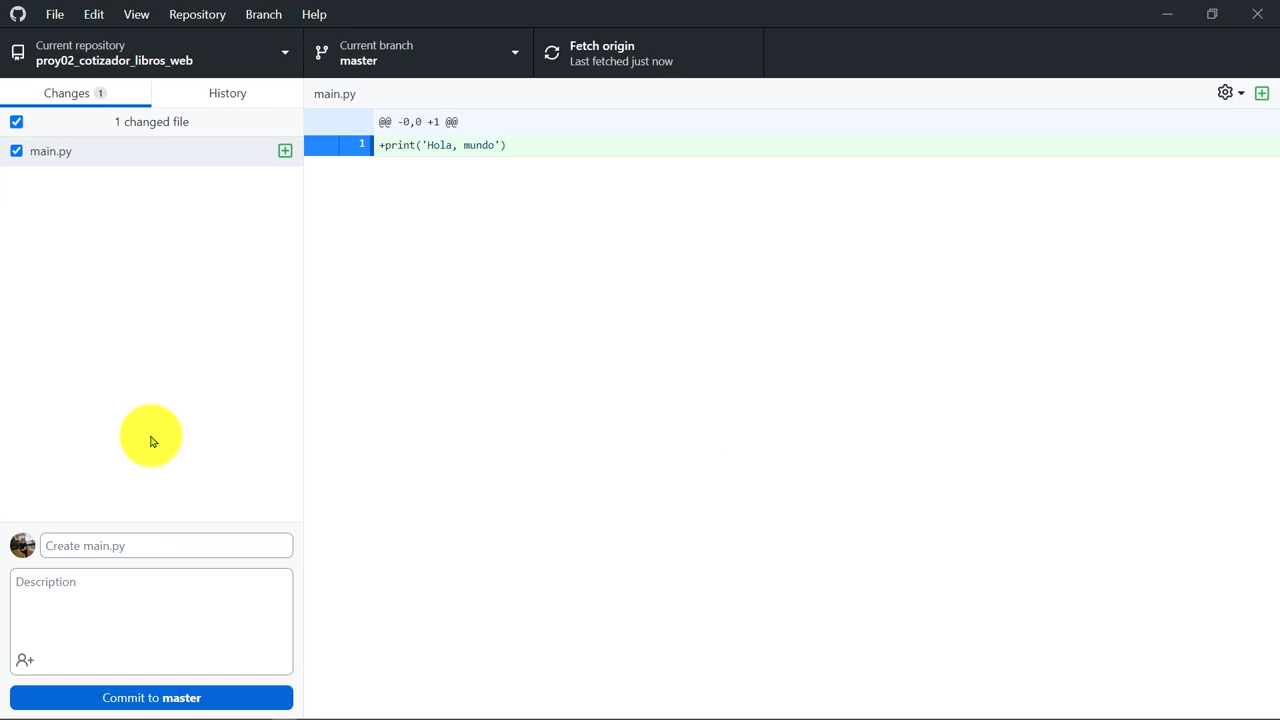 File Edit View Repository Branch Help
Current repository
proy02_cotizador_libros_web
Current branch
master
Fetch origin
Last fetched just now
Changes 1
History
main.py
1 changed file
@@ -0,0 +1 @@
main.py
1 +print('Hola, mundo')
Create main.py
Description
Commit to master